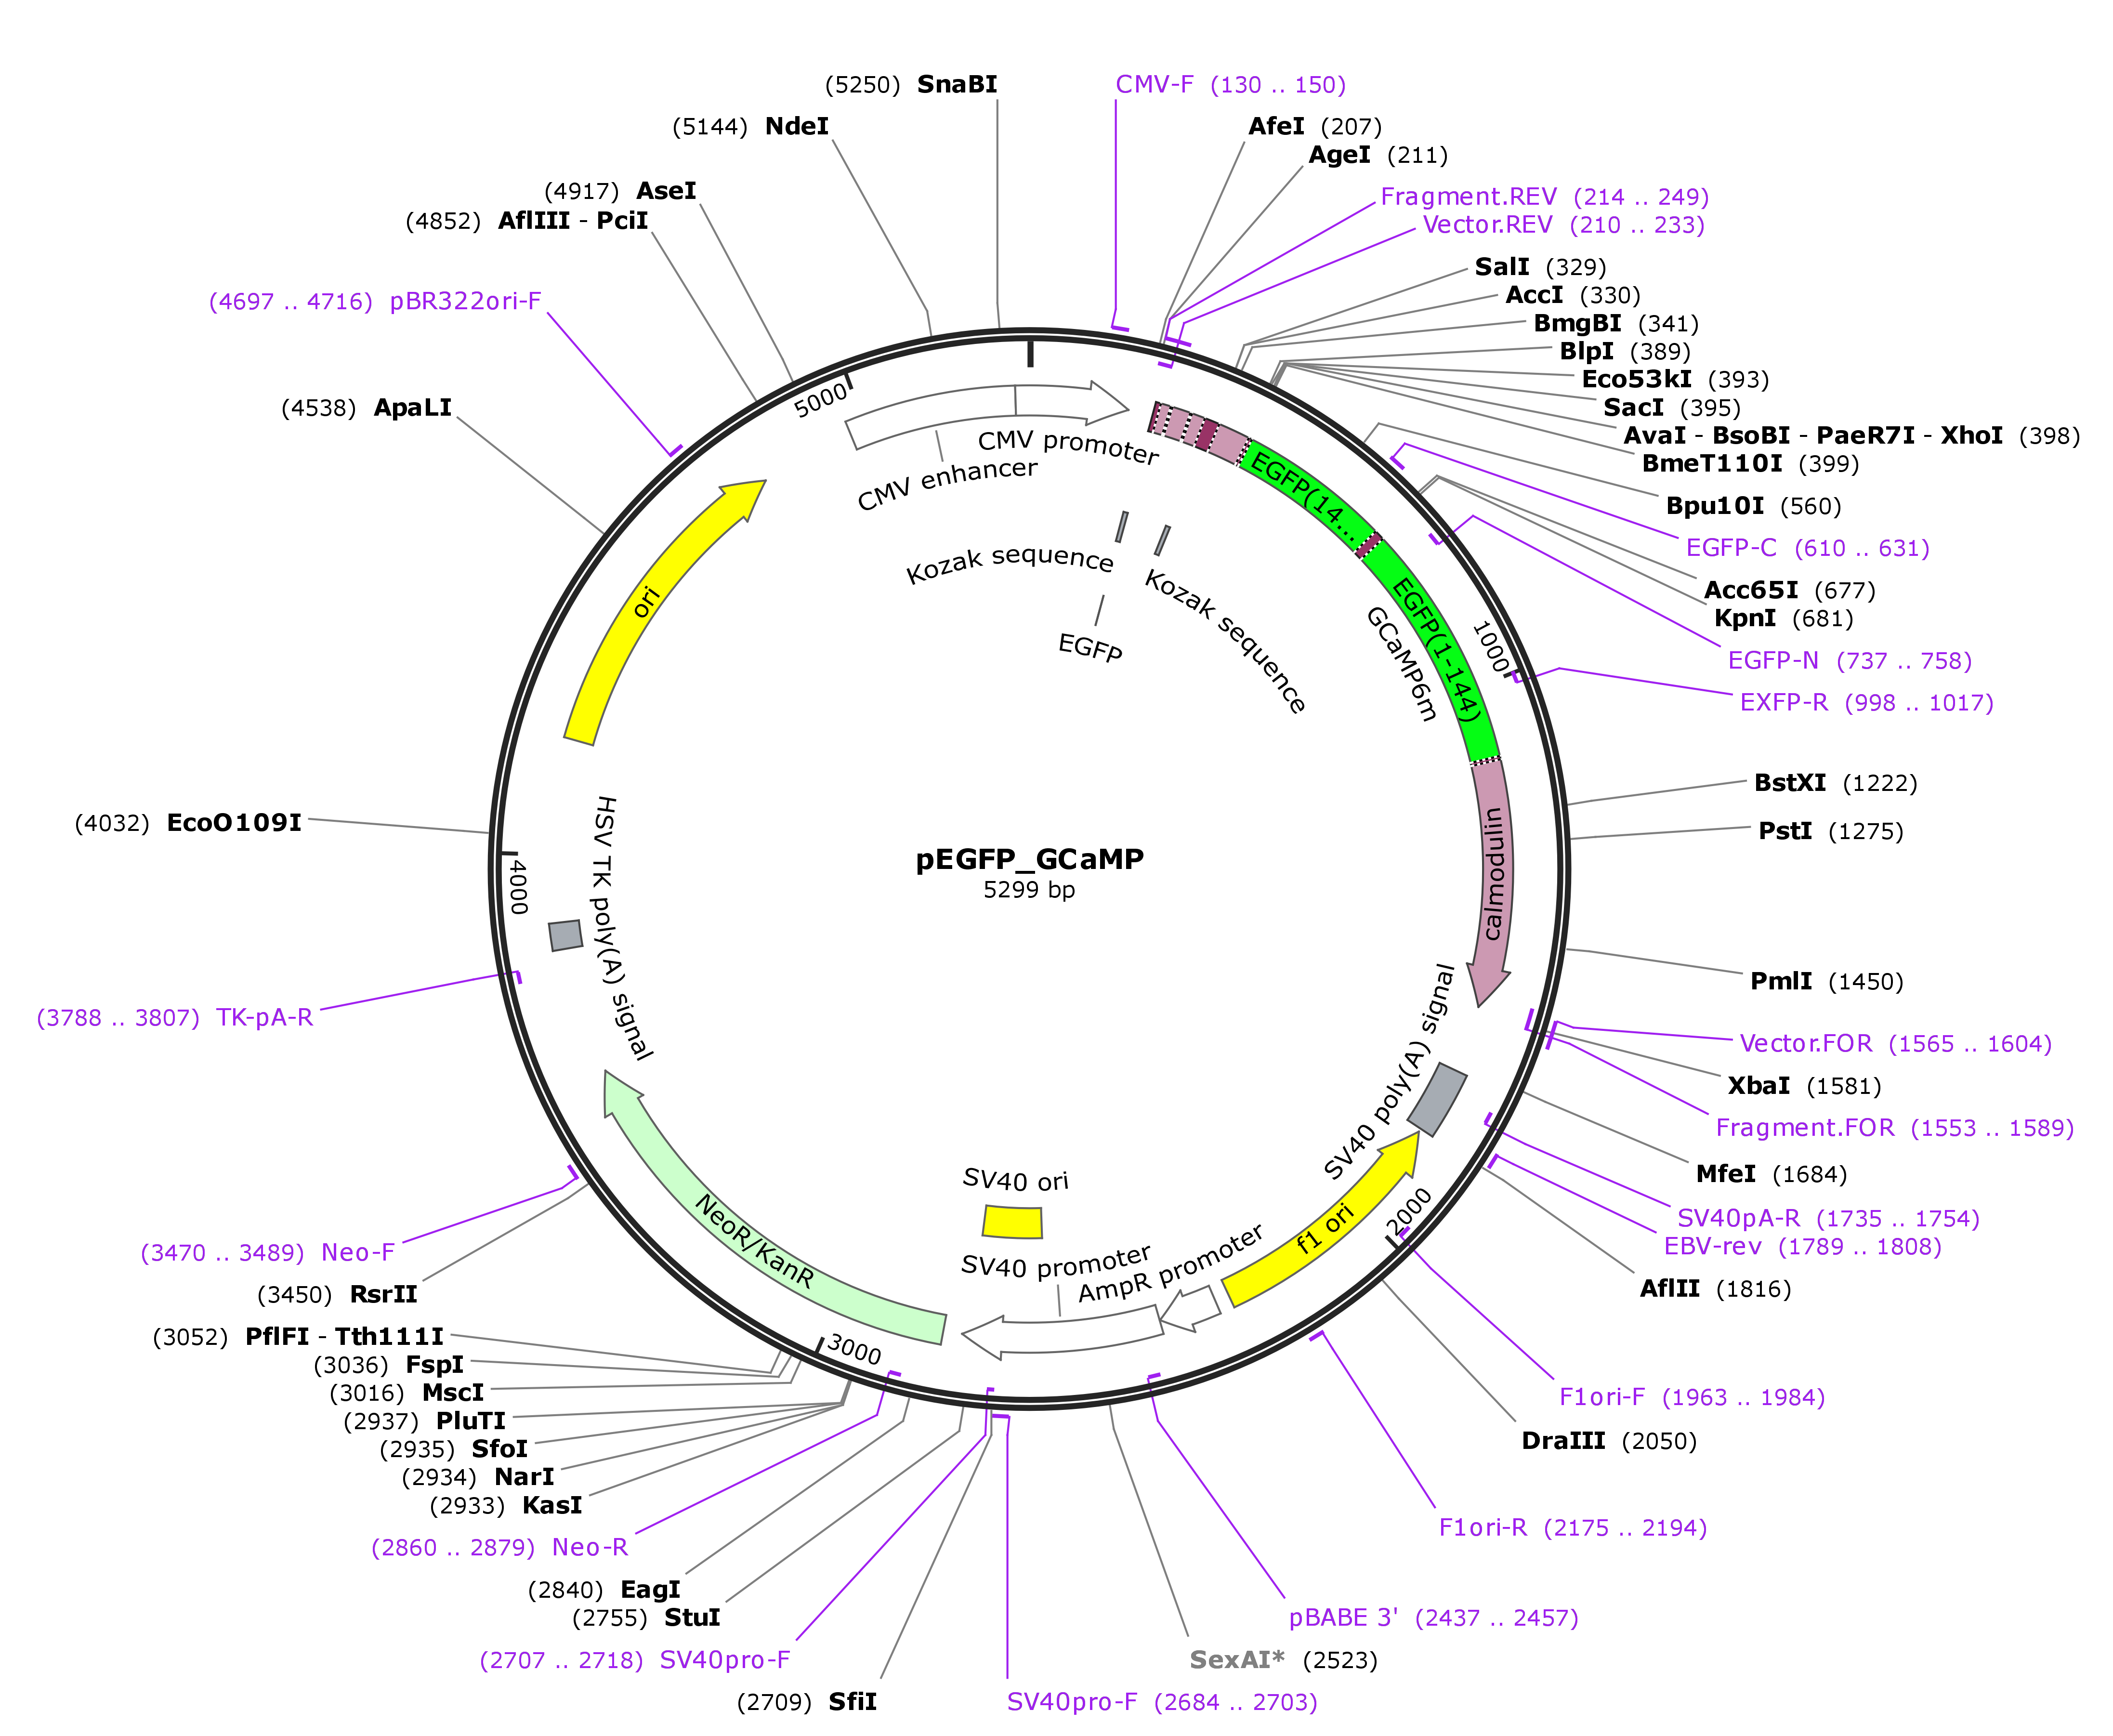 (5250) SnaBI
CMV-F (130 .. 150)
(5144) NdeI
AfeI (207)
AgeI (211)
(4917) AseI
Fragment.REV (214 .. 249)
(4852) AflIII - PciI
Vector.REV (210 .. 233)
SalI (329)
AccI (330)
(4697 .. 4716) pBR322ori-F
BmgBI (341)
BlpI (389)
Eco53kI (393)
(4538) ApaLI
SacI (395)
AvaI - BsoBI - PaeR7I - XhoI (398)
BmeT110I (399)
Bpu10I (560)
EGFP-C (610 .. 631)
Acc65I (677)
KpnI (681)
EGFP-N (737 .. 758)
EXFP-R (998 .. 1017)
BstXI (1222)
PstI (1275)
(4032) EcoO109I
PmlI (1450)
(3788 .. 3807) TK-pA-R
Vector.FOR (1565 .. 1604)
XbaI (1581)
Fragment.FOR (1553 .. 1589)
MfeI (1684)
SV40pA-R (1735 .. 1754)
EBV-rev (1789 .. 1808)
AflII (1816)
(3470 .. 3489) Neo-F
(3450) RsrII
(3052) PflFI - Tth111I
(3036) FspI
(3016) MscI
F1ori-F (1963 .. 1984)
(2937) PluTI
DraIII (2050)
(2935) SfoI
(2934) NarI
(2933) KasI
F1ori-R (2175 .. 2194)
(2860 .. 2879) Neo-R
(2840) EagI
(2755) StuI
pBABE 3' (2437 .. 2457)
(2707 .. 2718) SV40pro-F
SexAI* (2523)
(2709) SfiI
SV40pro-F (2684 .. 2703)
5000
1000
2000
3000
4000
CMV enhancer
CMV promoter
Kozak sequence
Kozak sequence
EGFP
EGFP(14...
EGFP(1-144)
GCaMP6m
calmodulin
SV40 poly(A) signal
f1 ori
AmpR promoter
SV40 promoter
SV40 ori
NeoR/KanR
HSV TK poly(A) signal
ori
pEGFP_GCaMP
5299 bp